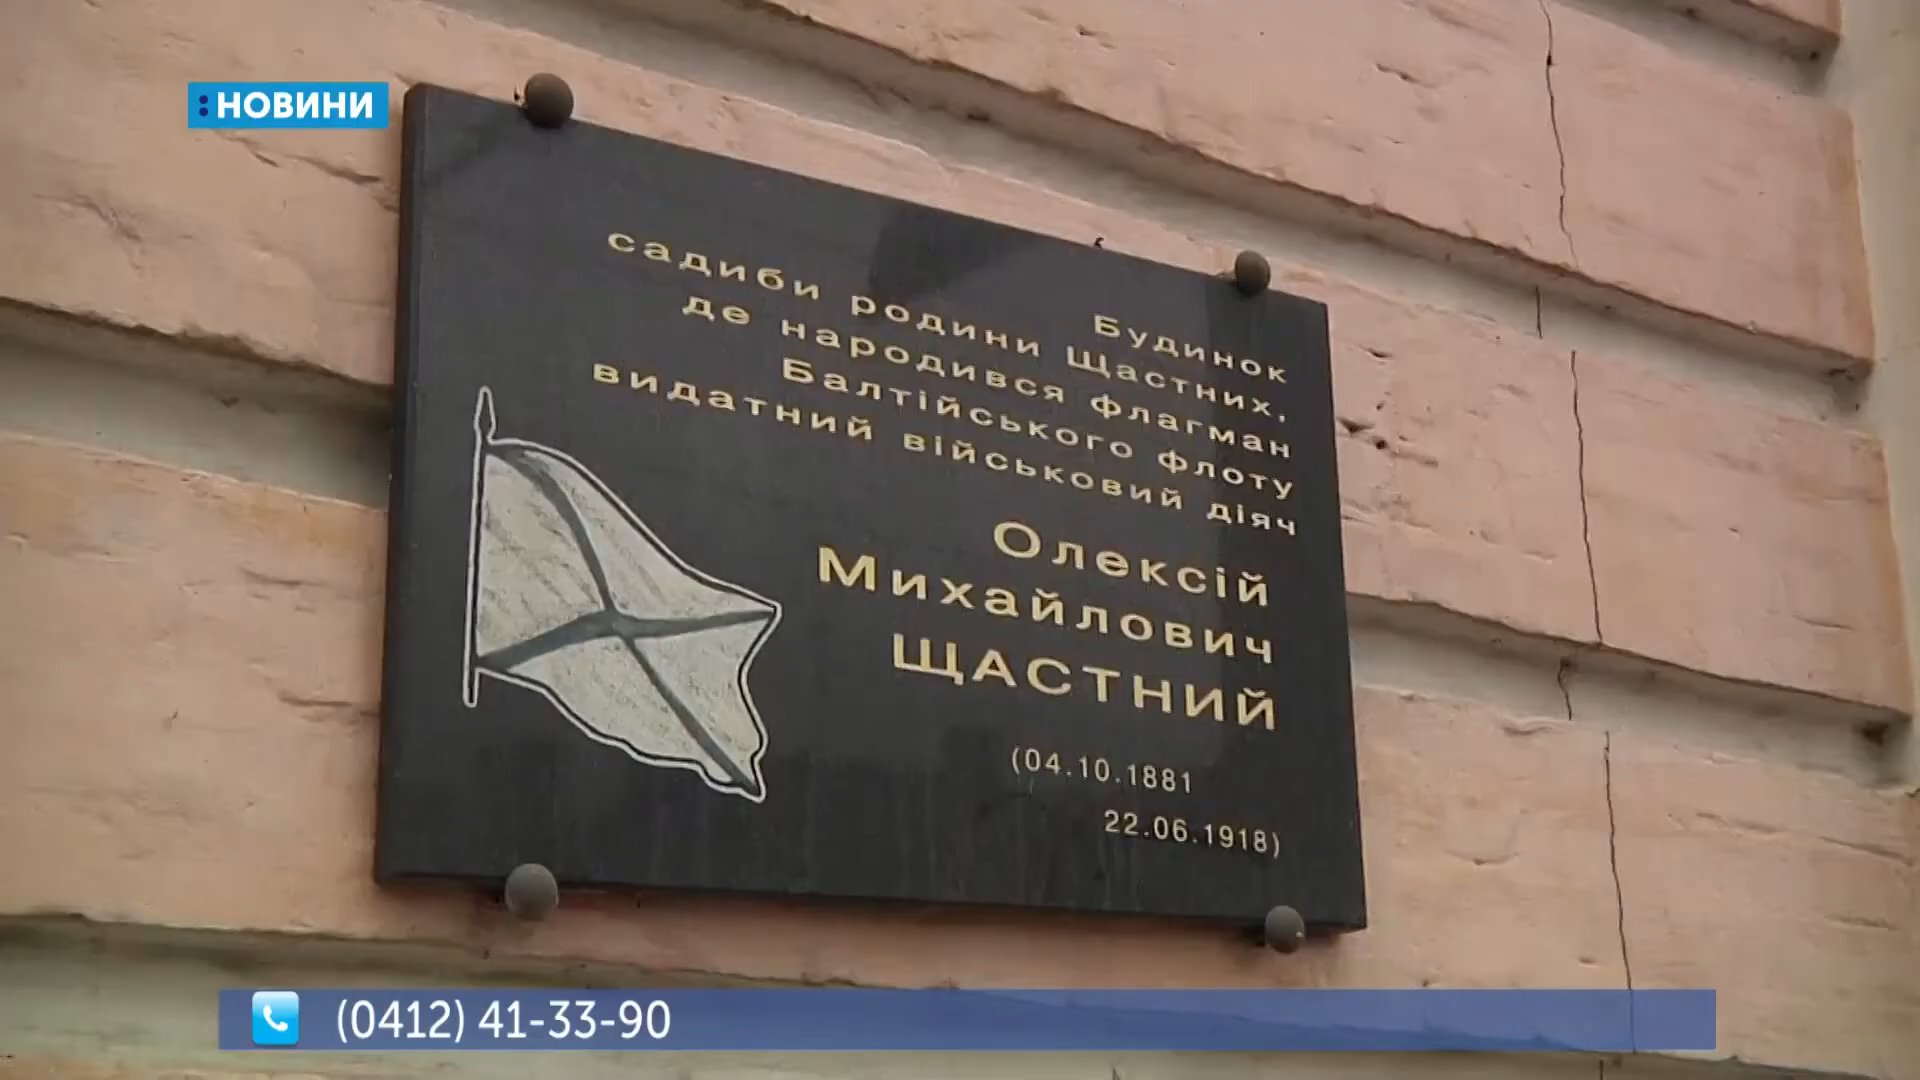 :НОВИНИ
Будинок
садиби родини Щастних,
де народився флагман
Балтійського флоту
видатний військовий діяч
Олексій
Михайлович
ЩАСТНИЙ
(04.10.1881
22.06.1918)
(0412) 41-33-90